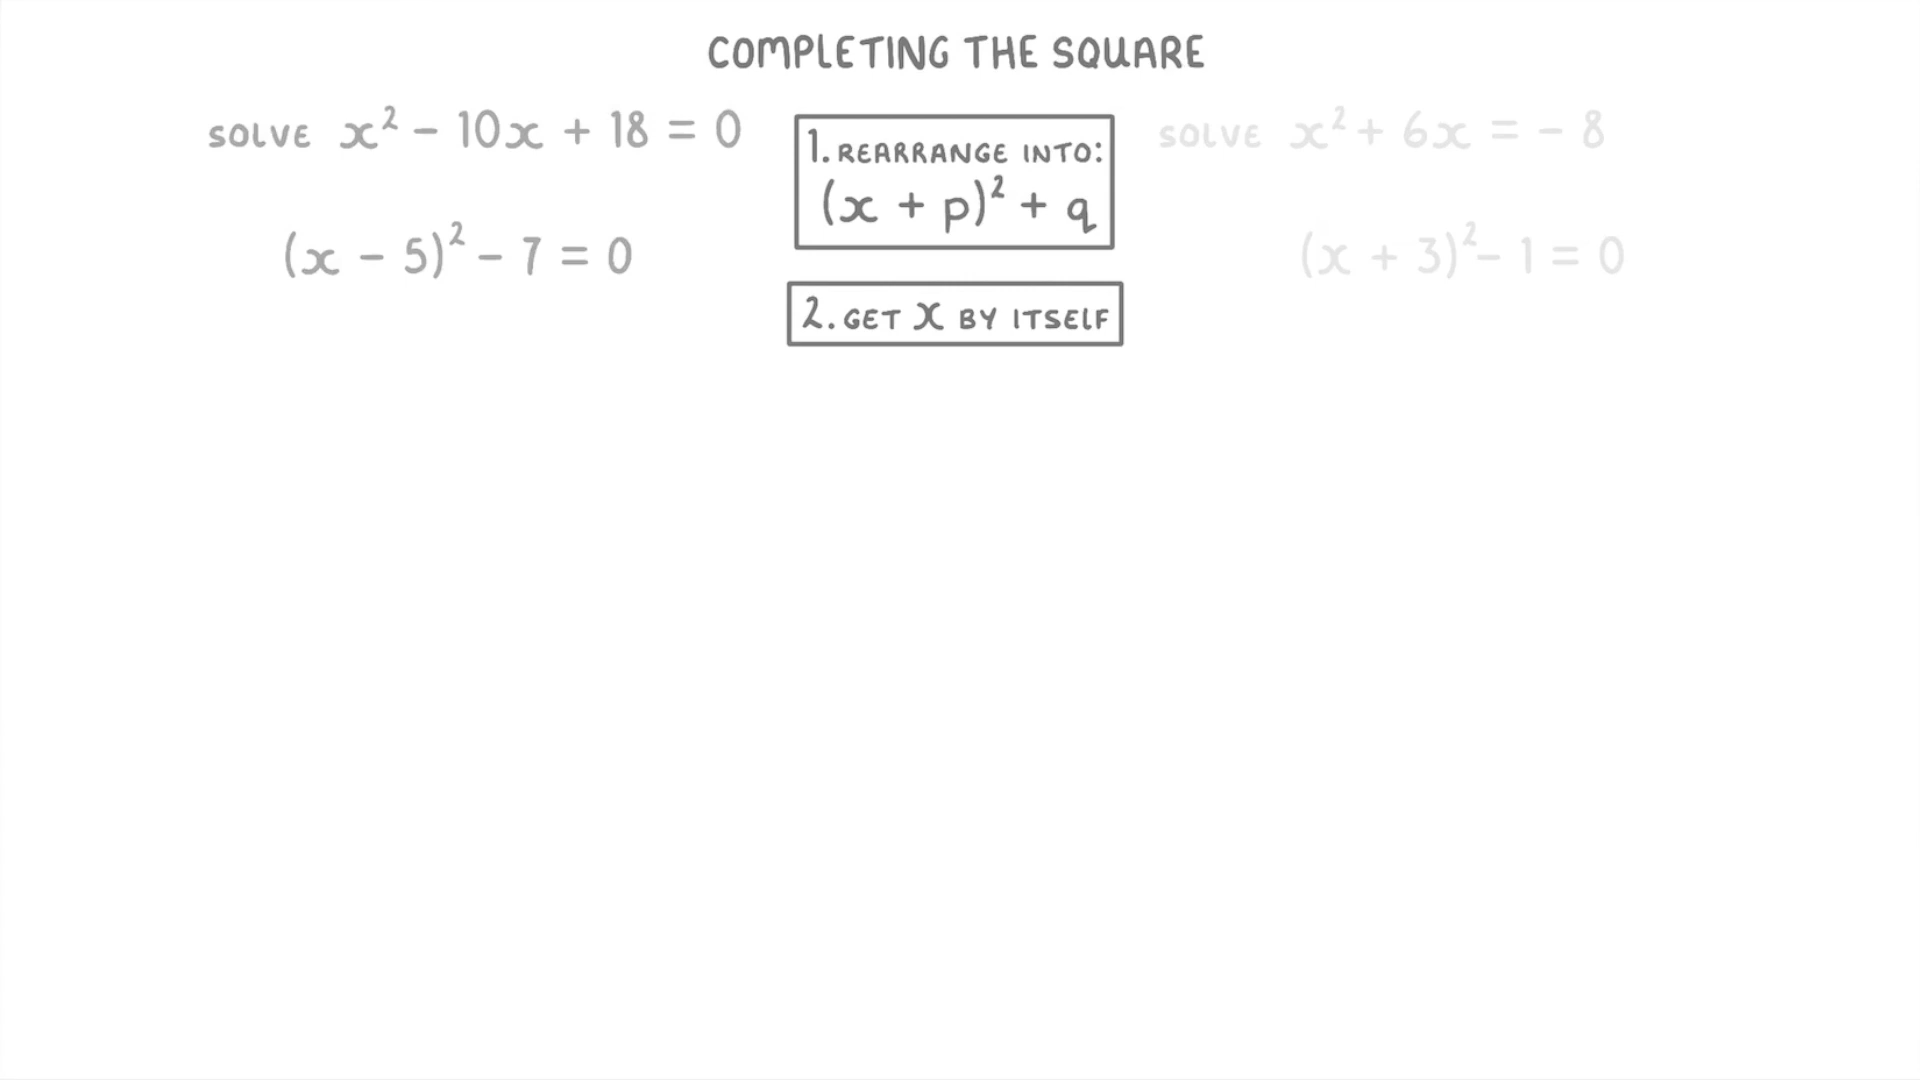 COMPLETING THE SQUARE
SOLVE x² − 10x + 18 = 0
(x − 5)² − 7 = 0
1. REARRANGE INTO:
(x + p)² + q
2. GET x BY ITSELF
SOLVE x² + 6x = − 8
(x + 3)² − 1 = 0